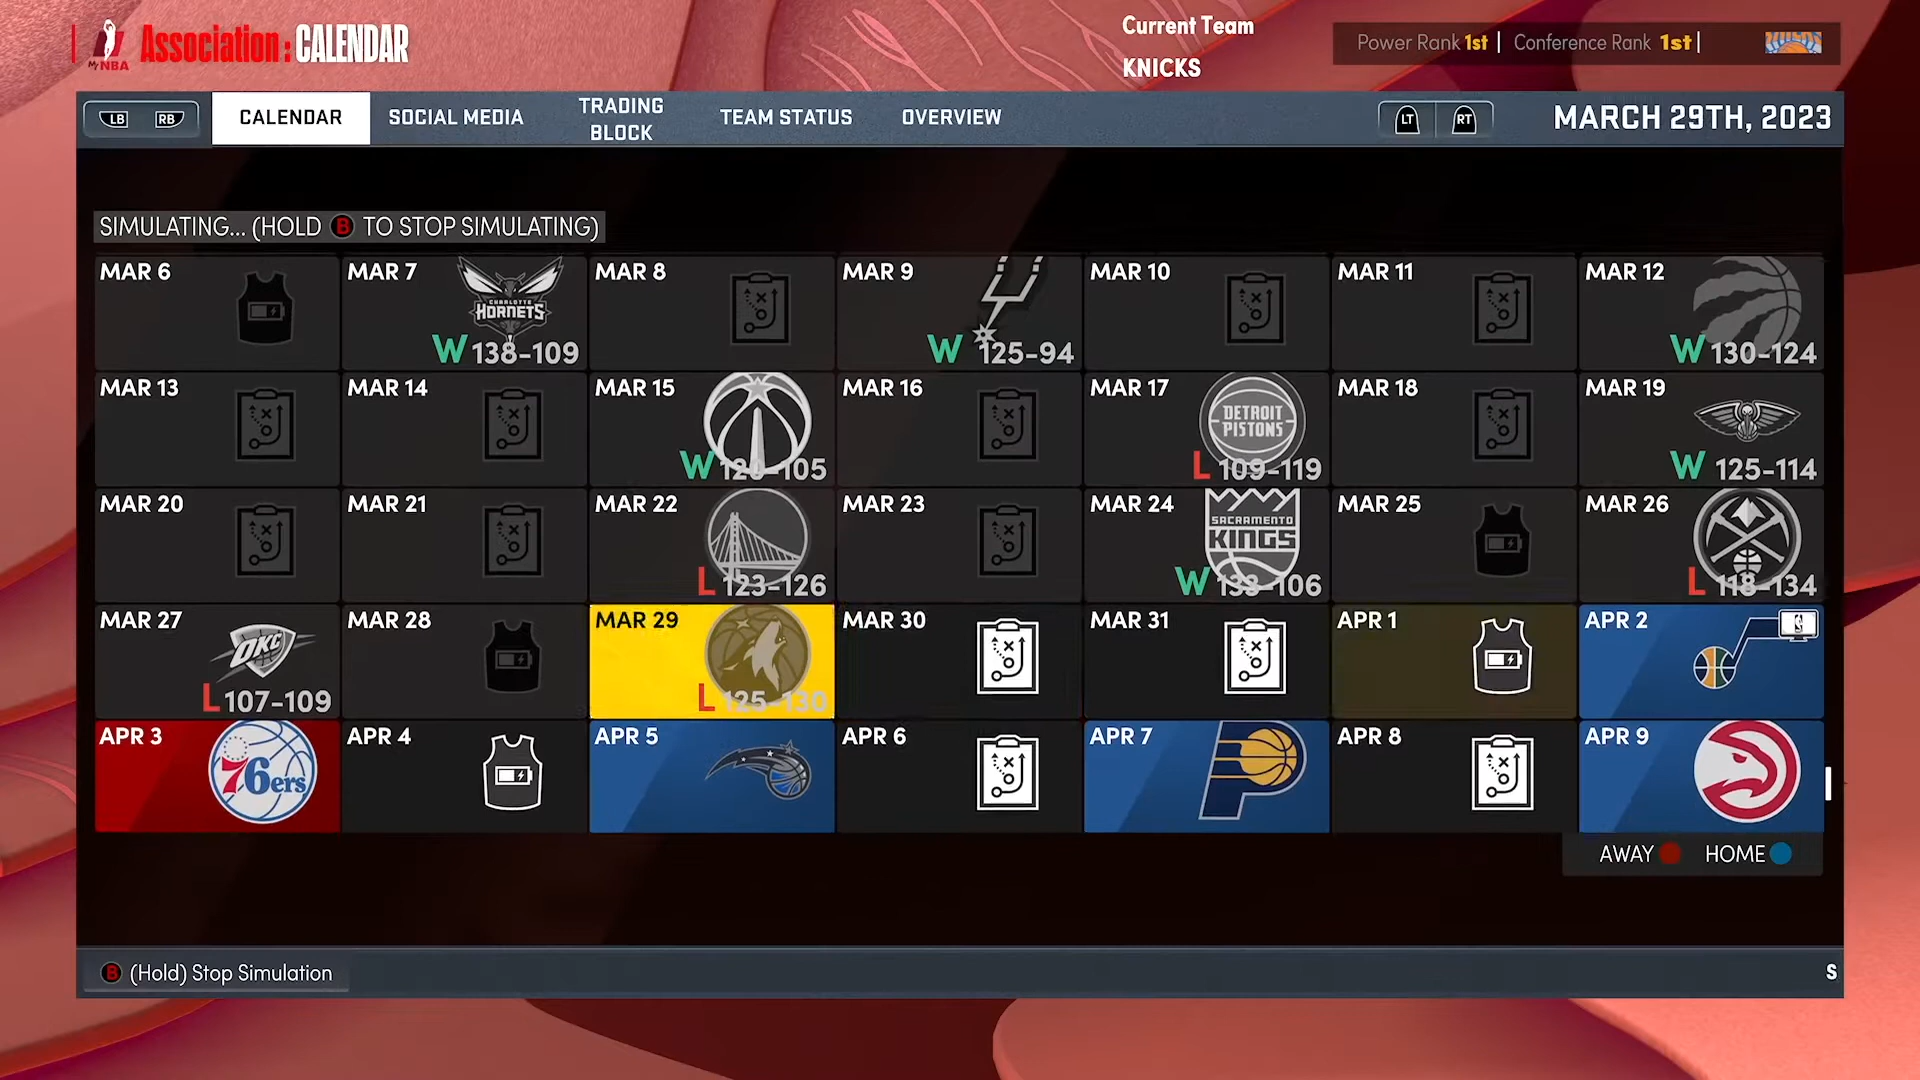 Association: CALENDAR
MyNBA
Current Team
KNICKS
Power Rank 1st | Conference Rank 1st |
LB RB
CALENDAR
SOCIAL MEDIA
TRADING
BLOCK
TEAM STATUS
OVERVIEW
LT RT
MARCH 29TH, 2023
SIMULATING... (HOLD B TO STOP SIMULATING)
MAR 6
MAR 7
CHARLOTTE
HORNETS
W 138-109
MAR 8
MAR 9
W 125-94
MAR 10
MAR 11
MAR 12
W 130-124
MAR 13
MAR 14
MAR 15
W 126-105
MAR 16
MAR 17
DETROIT
PISTONS
L 109-119
MAR 18
MAR 19
W 125-114
MAR 20
MAR 21
MAR 22
L 123-126
MAR 23
MAR 24
SACRAMENTO
KINGS
W 133-106
MAR 25
MAR 26
L 118-134
MAR 27
OKC
L 107-109
MAR 28
MAR 29
L 125-130
MAR 30
MAR 31
APR 1
APR 2
APR 3
76ers
APR 4
APR 5
APR 6
APR 7
APR 8
APR 9
AWAY HOME
B (Hold) Stop Simulation
S